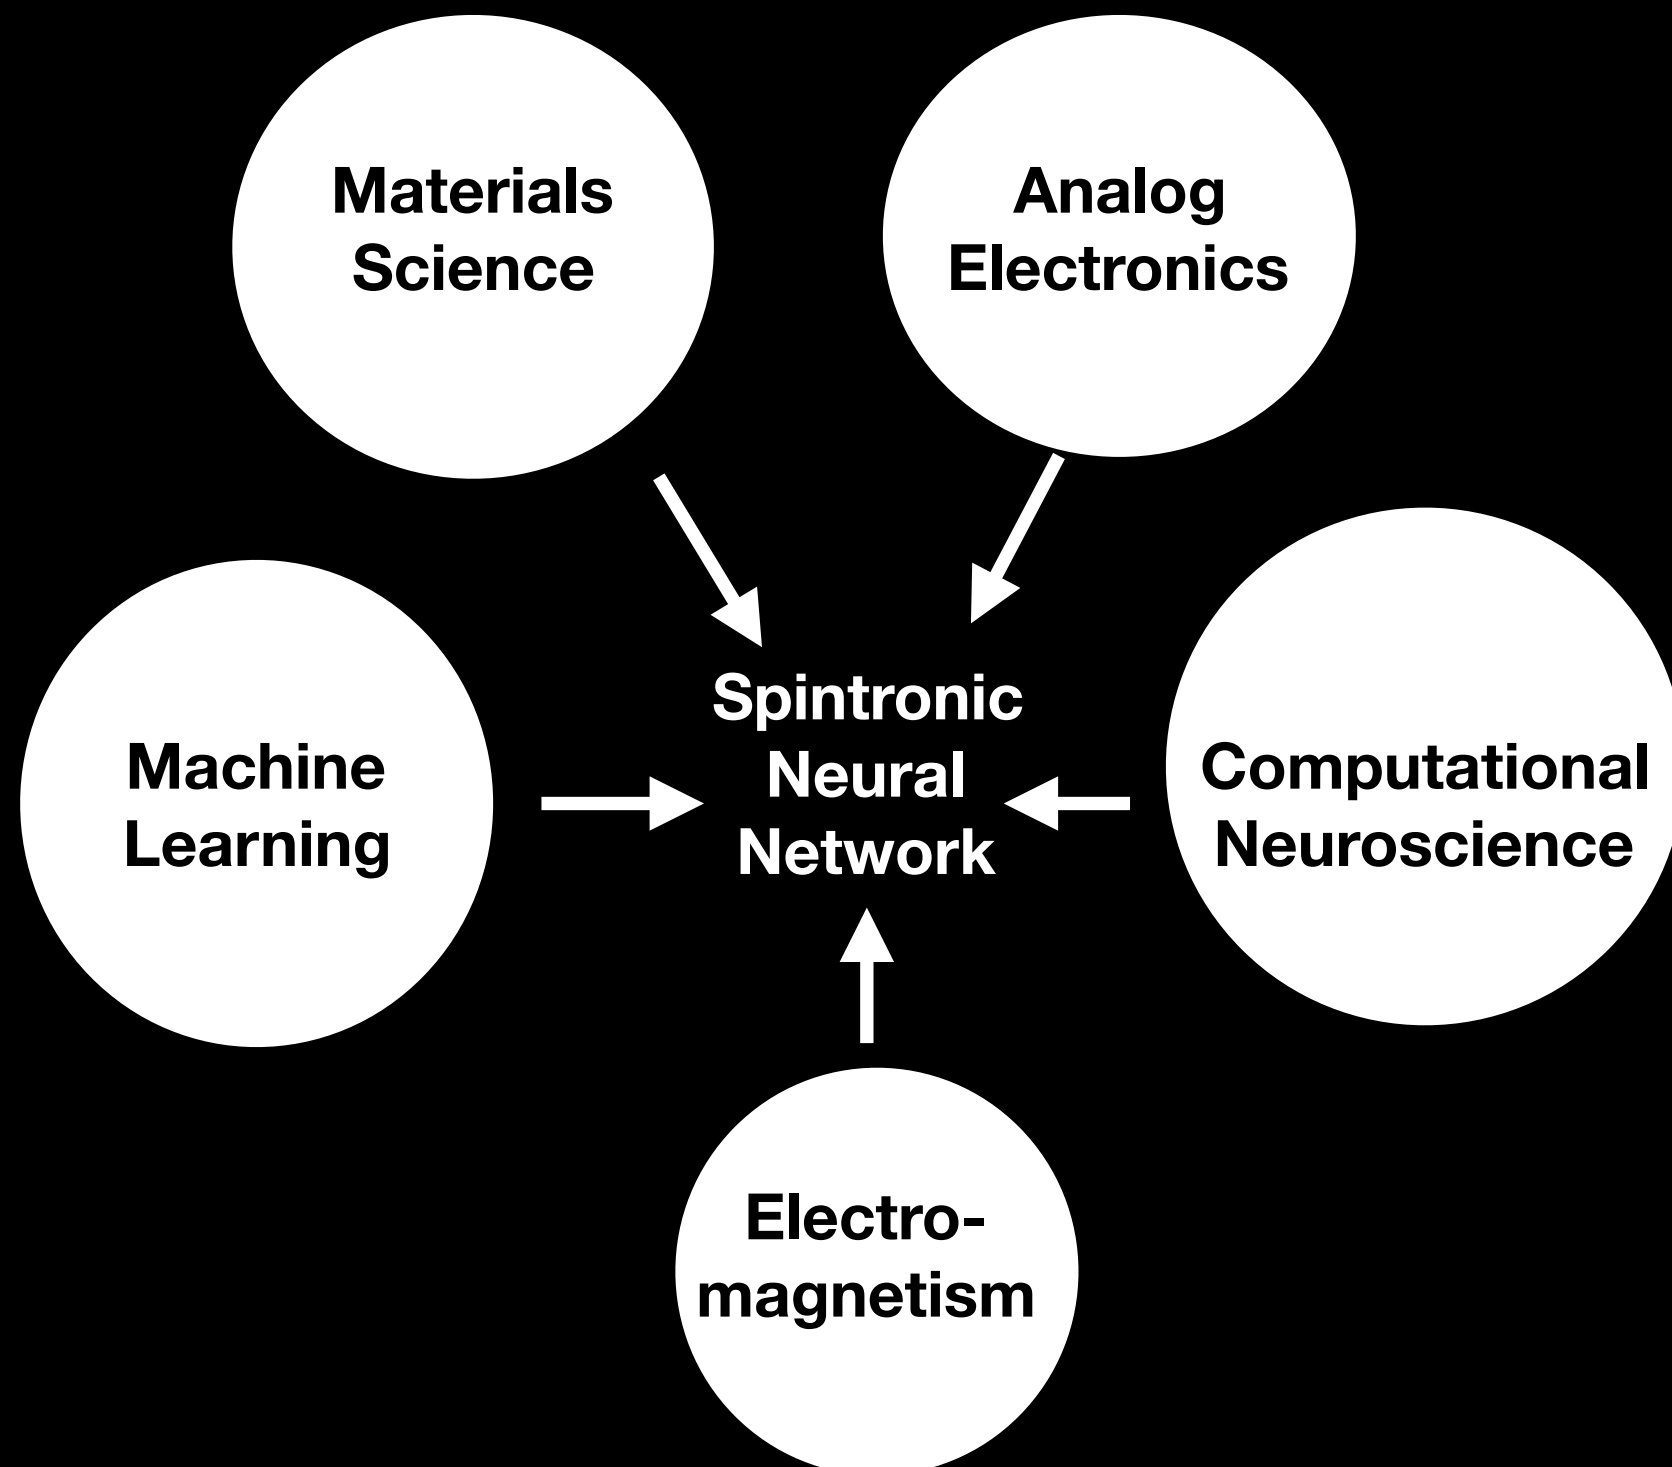 Materials
Science
Analog
Electronics
Machine
Learning
Spintronic
Neural
Network
Computational
Neuroscience
Electro-
magnetism